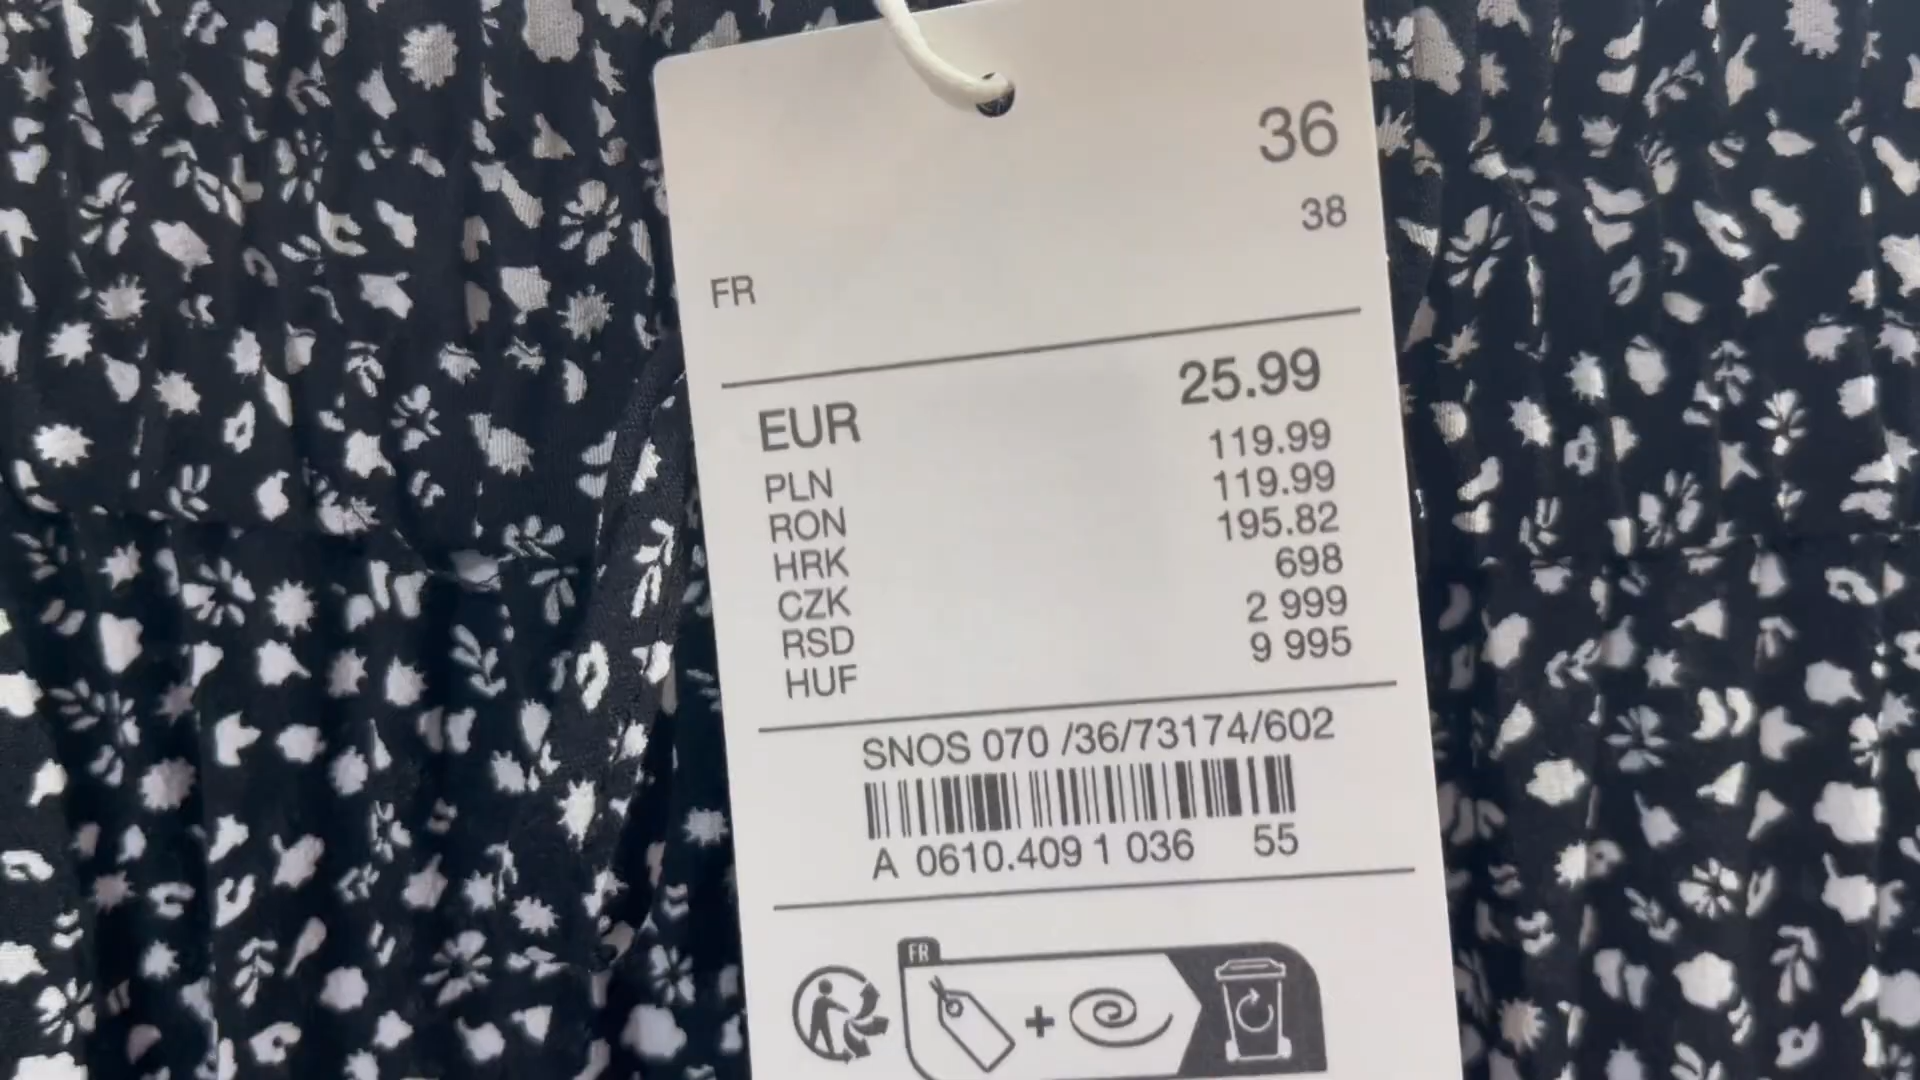 36
38
FR
EUR 25.99
PLN 119.99
RON 119.99
HRK 195.82
CZK 698
RSD 2 999
HUF 9 995
SNOS 070 /36/73174/602
A 0610.409 1 036 55
FR